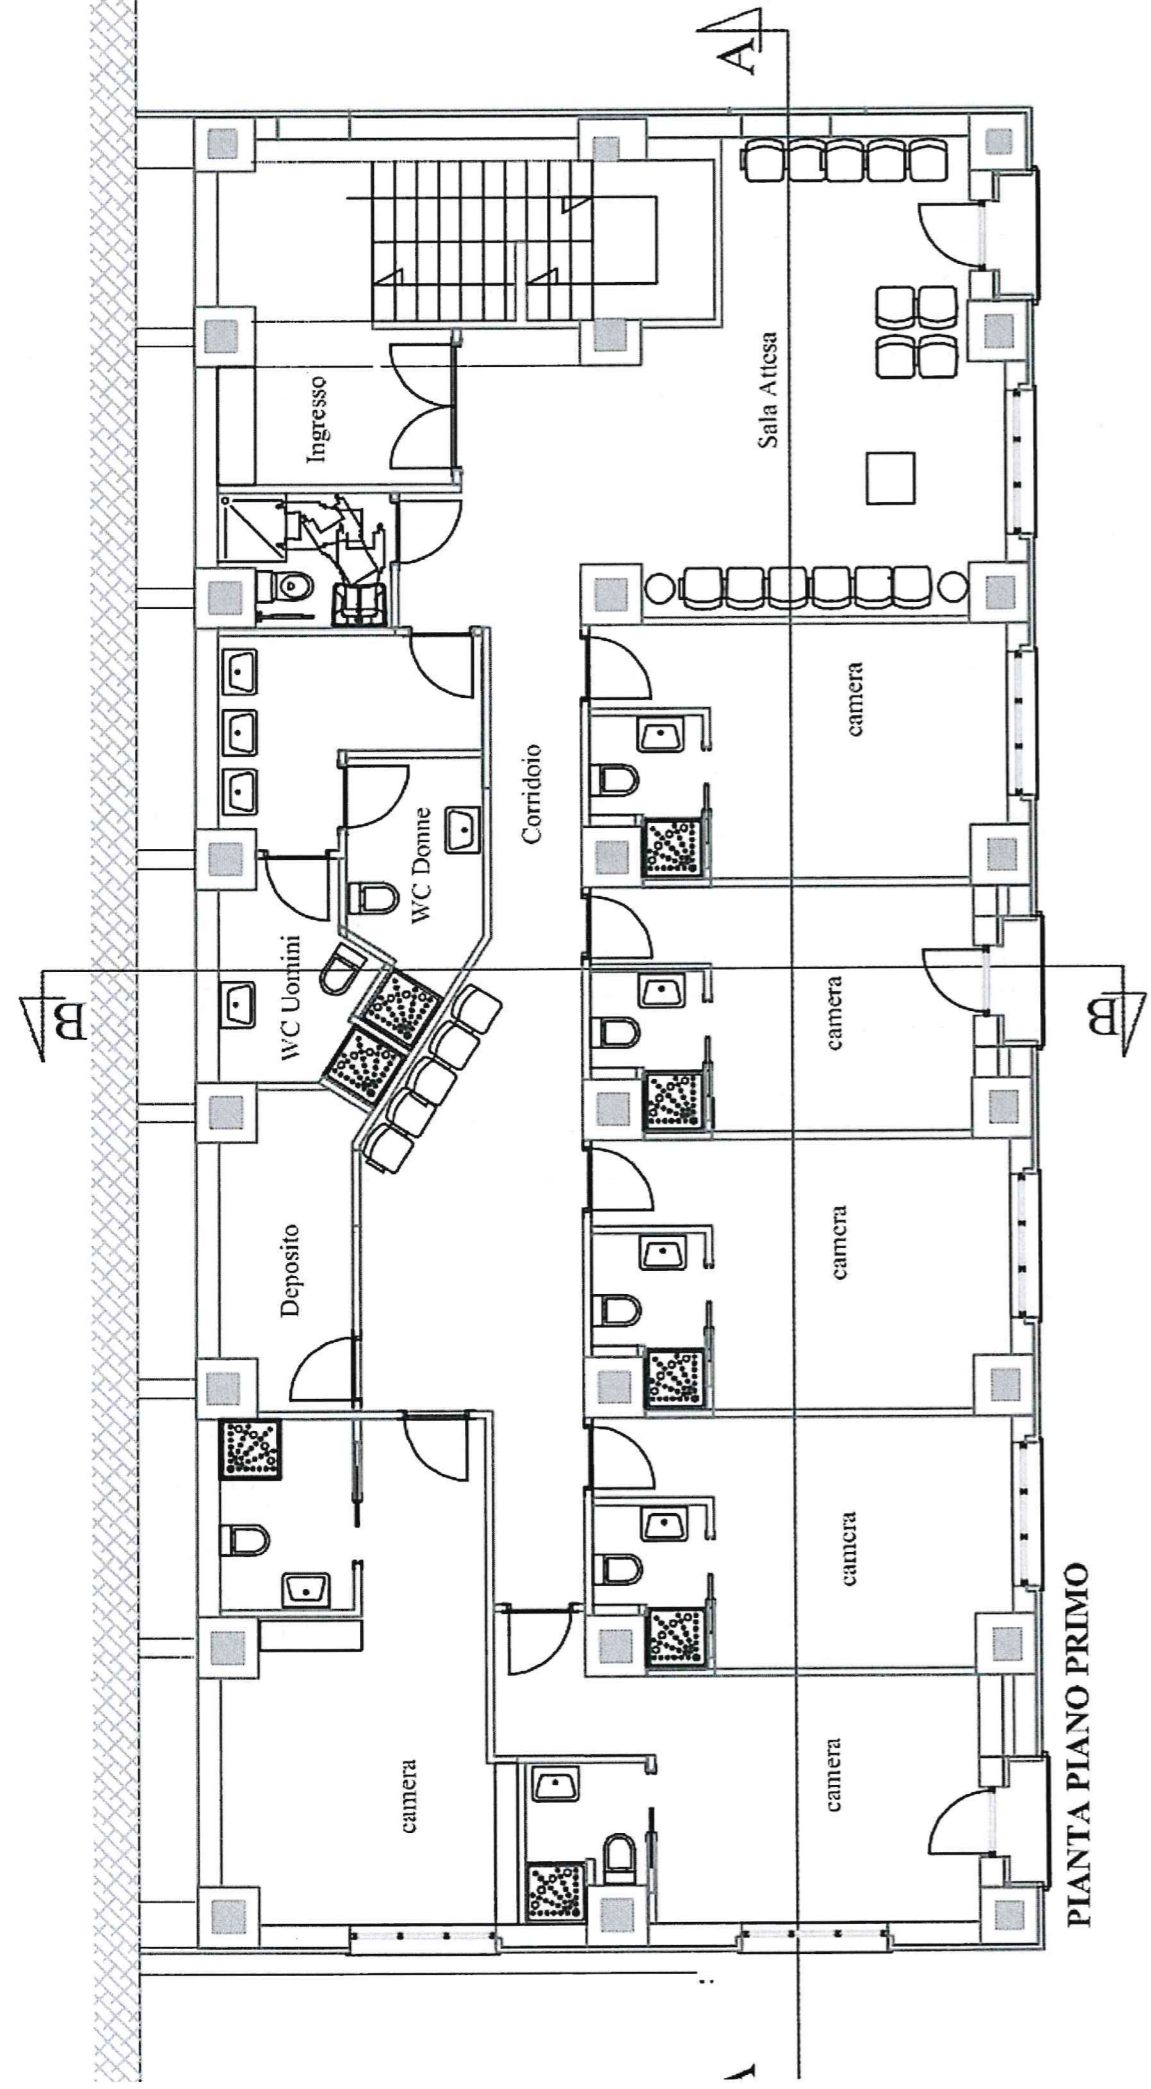 A
Ingresso
Sala Attesa
camera
Corridoio
WC Donne
WC Uomini
B
B
camera
Deposito
camera
camera
camera
camera
PIANTA PIANO PRIMO
A